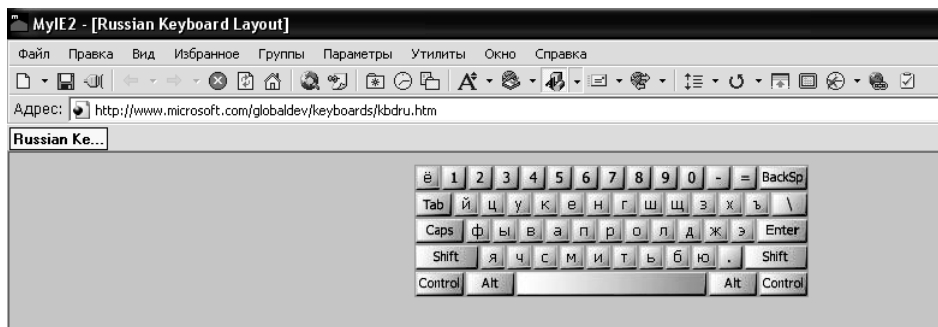 MyIE2 - [Russian Keyboard Layout]
Файл Правка Вид Избранное Группы Параметры Утилиты Окно Справка
Адрес: http://www.microsoft.com/globaldev/keyboards/kbdru.htm
Russian Ke...
ё 1 2 3 4 5 6 7 8 9 0 - = BackSp
Tab й ц у к е н г ш щ з х ъ \
Caps ф ы в а п р о л д ж э Enter
Shift я ч с м и т ь б ю . Shift
Control Alt Alt Control